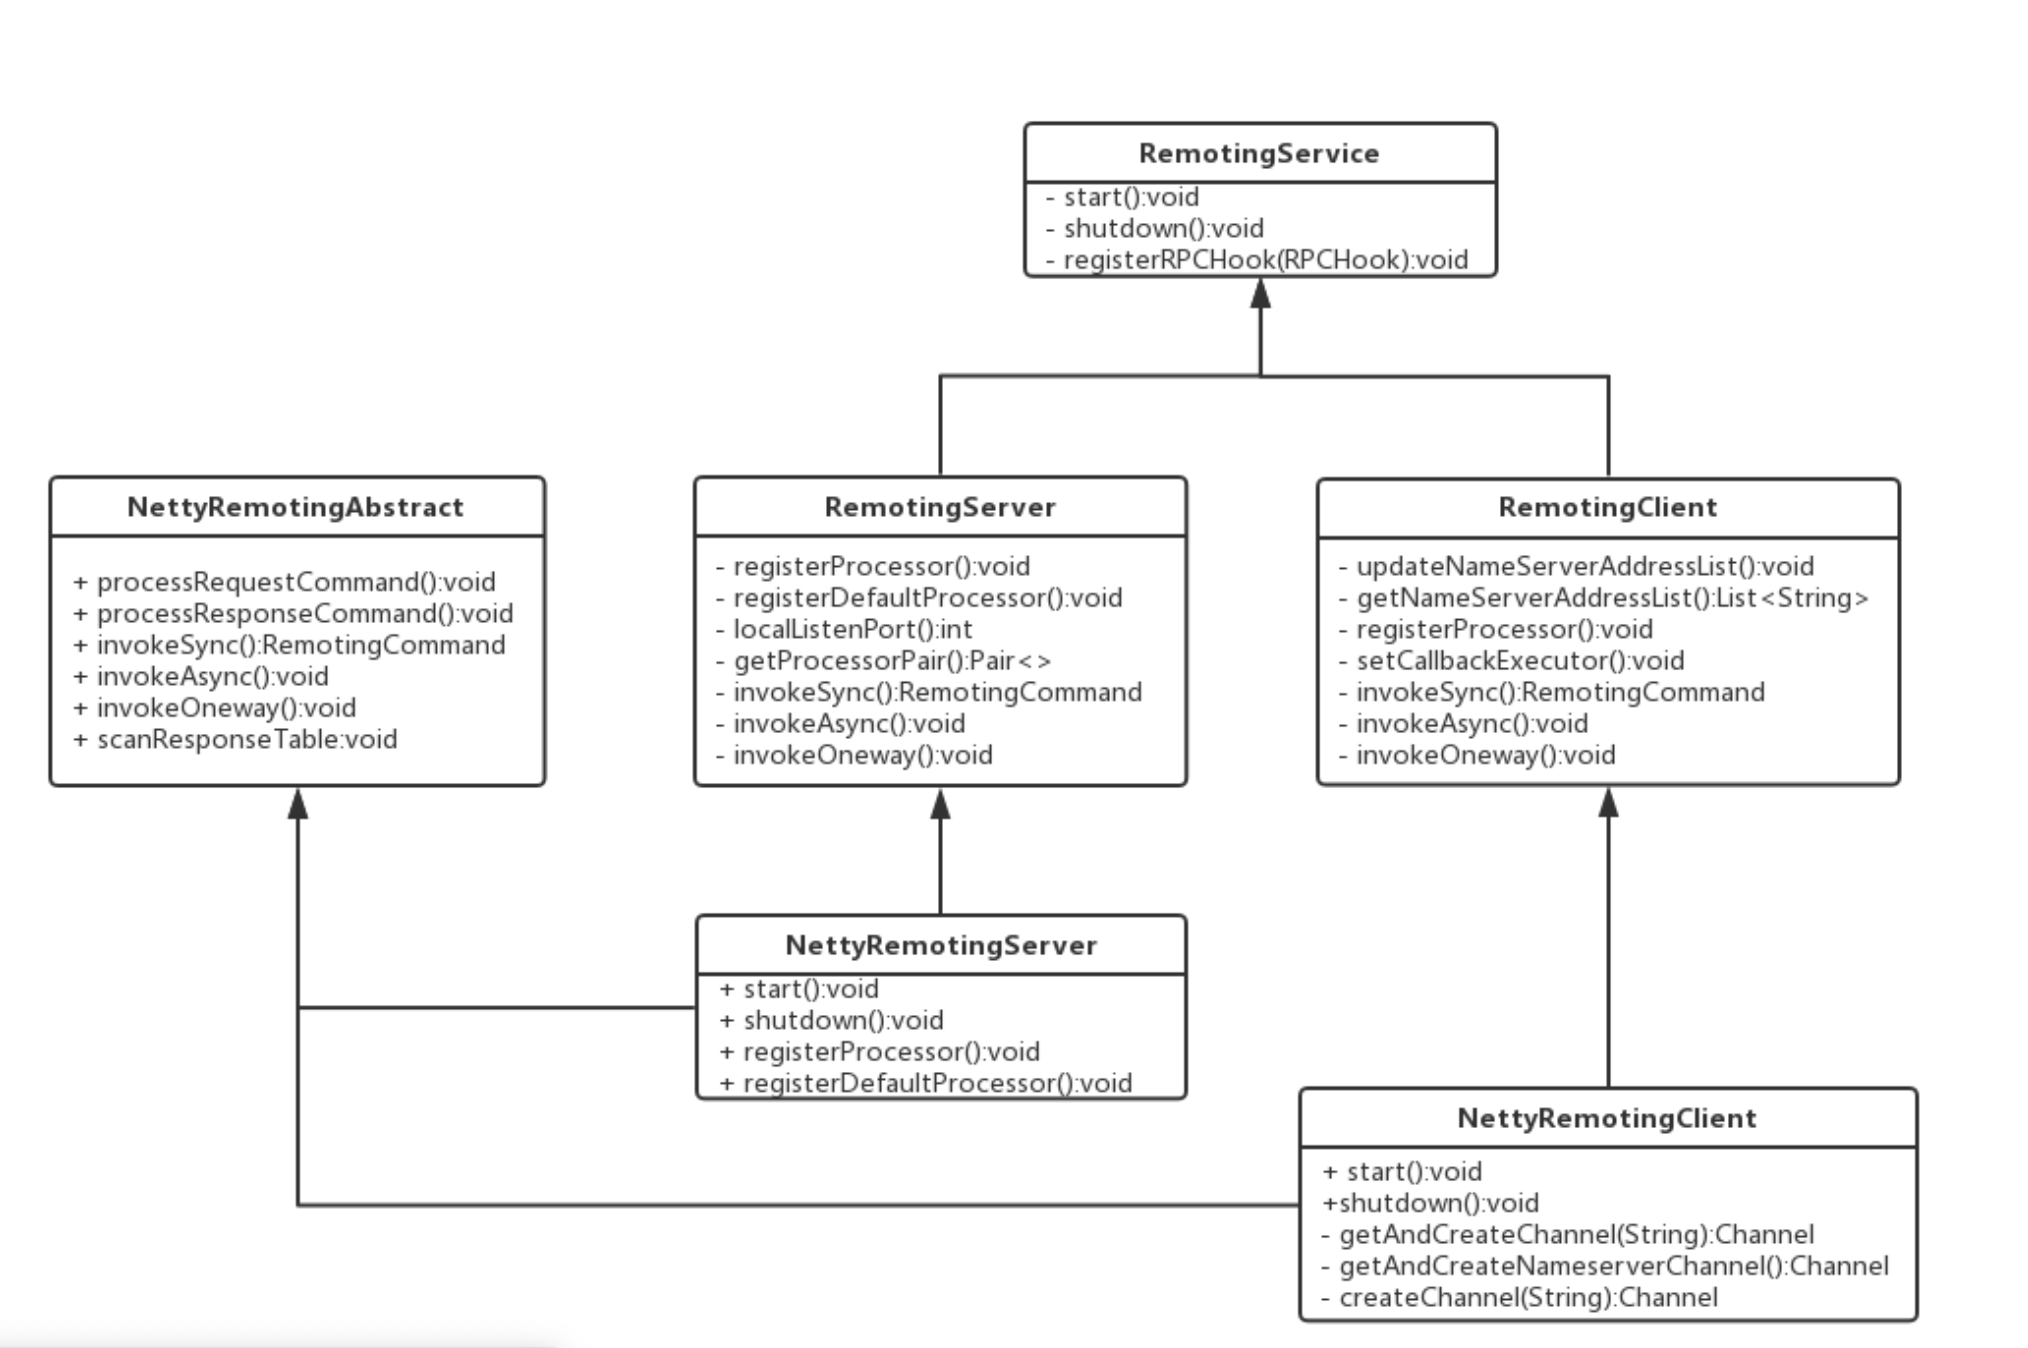 RemotingService
- start():void
- shutdown():void
- registerRPCHook(RPCHook):void
NettyRemotingAbstract
+ processRequestCommand():void
+ processResponseCommand():void
+ invokeSync():RemotingCommand
+ invokeAsync():void
+ invokeOneway():void
+ scanResponseTable:void
RemotingServer
- registerProcessor():void
- registerDefaultProcessor():void
- localListenPort():int
- getProcessorPair():Pair<>
- invokeSync():RemotingCommand
- invokeAsync():void
- invokeOneway():void
RemotingClient
- updateNameServerAddressList():void
- getNameServerAddressList():List<String>
- registerProcessor():void
- setCallbackExecutor():void
- invokeSync():RemotingCommand
- invokeAsync():void
- invokeOneway():void
NettyRemotingServer
+ start():void
+ shutdown():void
+ registerProcessor():void
+ registerDefaultProcessor():void
NettyRemotingClient
+ start():void
+shutdown():void
- getAndCreateChannel(String):Channel
- getAndCreateNameserverChannel():Channel
- createChannel(String):Channel